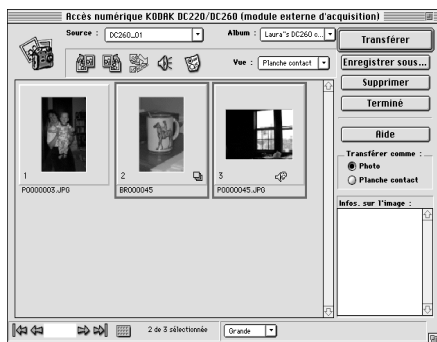 Accès numérique KODAK DC220/DC260 (module externe d'acquisition)
Source : DC260_01 Album : Laura"s DC260 c...
Vue : Planche contact
Transférer
Enregistrer sous...
Supprimer
Terminé
Aide
Transférer comme :
Photo
Planche contact
Infos. sur l'image :
1
P0000003.JPG
2
BR000045
3
P0000045.JPG
2 de 3 sélectionnée Grande